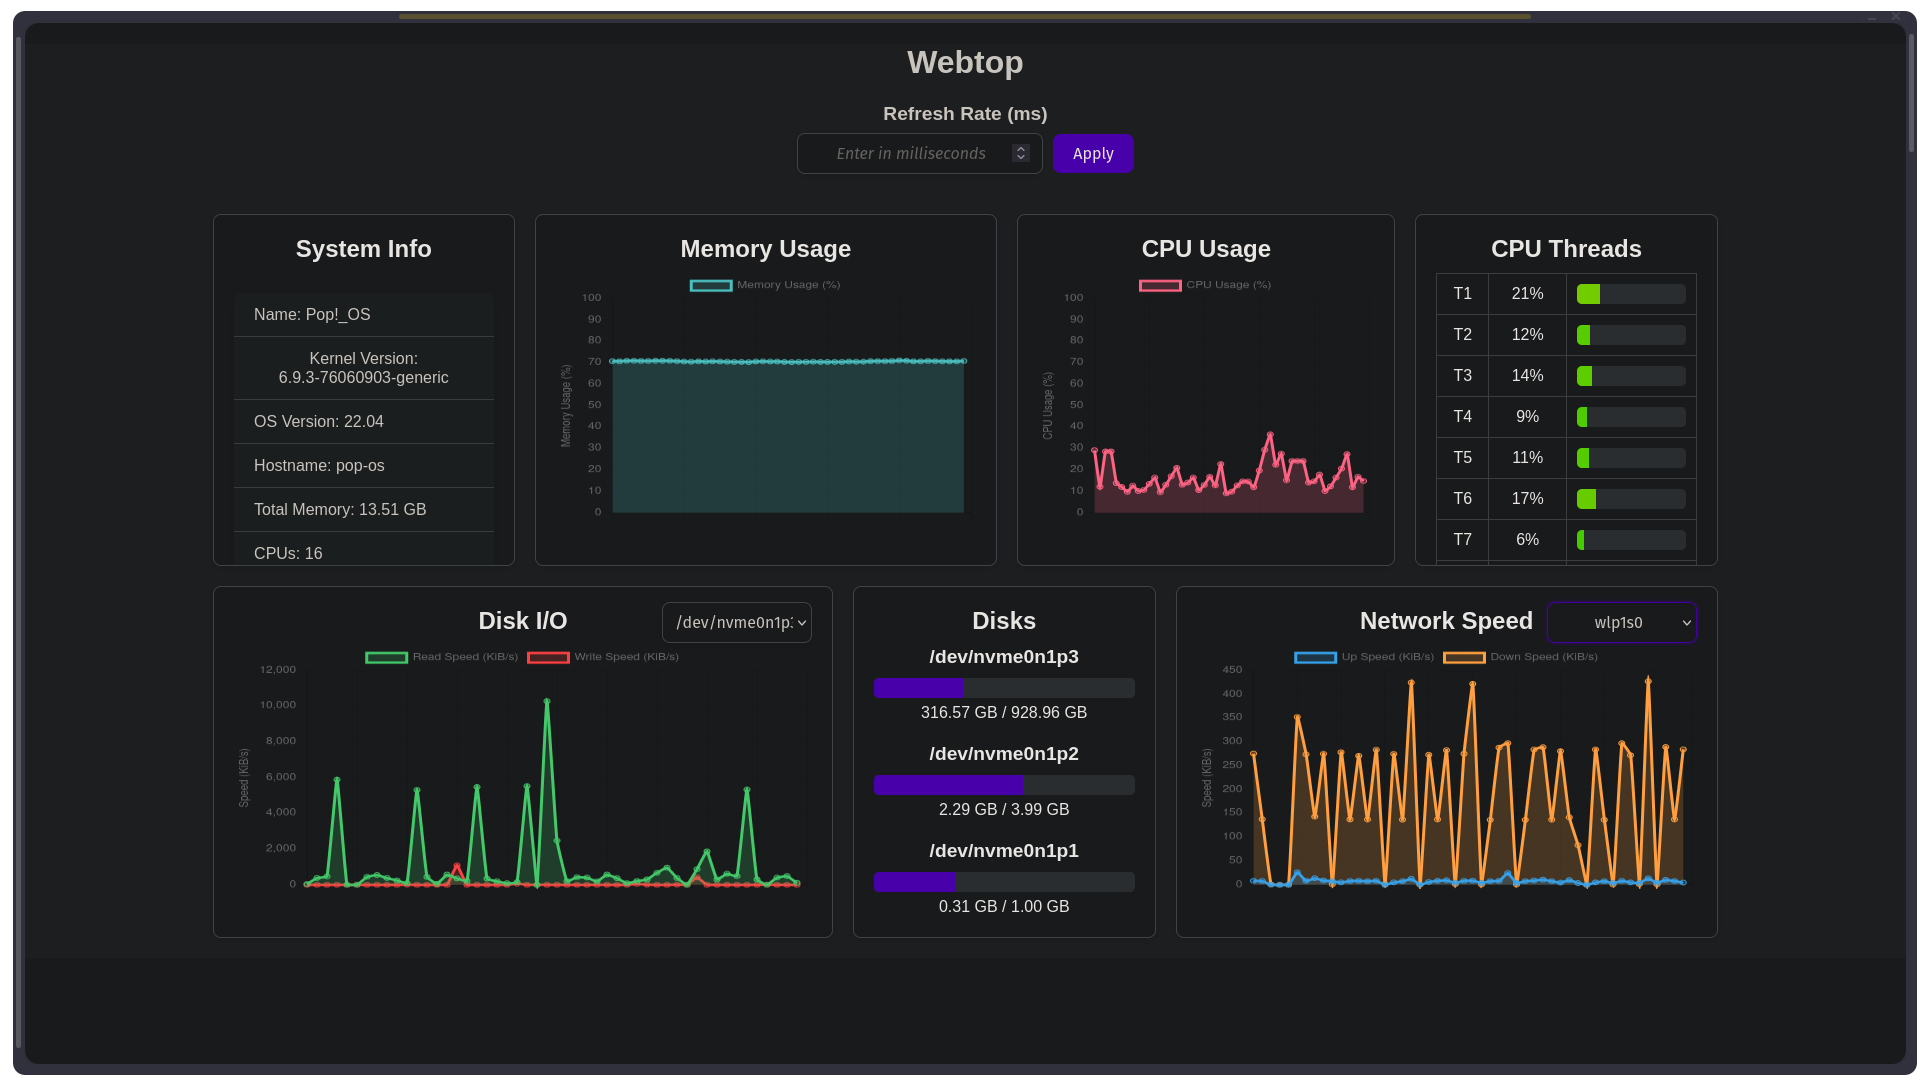 Webtop
Refresh Rate (ms)
Enter in milliseconds
Apply
System Info
Name: Pop!_OS
Kernel Version:
6.9.3-76060903-generic
OS Version: 22.04
Hostname: pop-os
Total Memory: 13.51 GB
CPUs: 16
Memory Usage
Memory Usage (%)
100
90
80
70
60
50
40
30
20
10
0
Memory Usage (%)
CPU Usage
CPU Usage (%)
100
90
80
70
60
50
40
30
20
10
0
CPU Usage (%)
CPU Threads
T1 21%
T2 12%
T3 14%
T4 9%
T5 11%
T6 17%
T7 6%
Disk I/O
/dev/nvme0n1p
Read Speed (KiB/s) Write Speed (KiB/s)
12,000
10,000
8,000
6,000
4,000
2,000
0
Speed (KiB/s)
Disks
/dev/nvme0n1p3
316.57 GB / 928.96 GB
/dev/nvme0n1p2
2.29 GB / 3.99 GB
/dev/nvme0n1p1
0.31 GB / 1.00 GB
Network Speed
wlp1s0
Up Speed (KiB/s) Down Speed (KiB/s)
450
400
350
300
250
200
150
100
50
0
Speed (KiB/s)